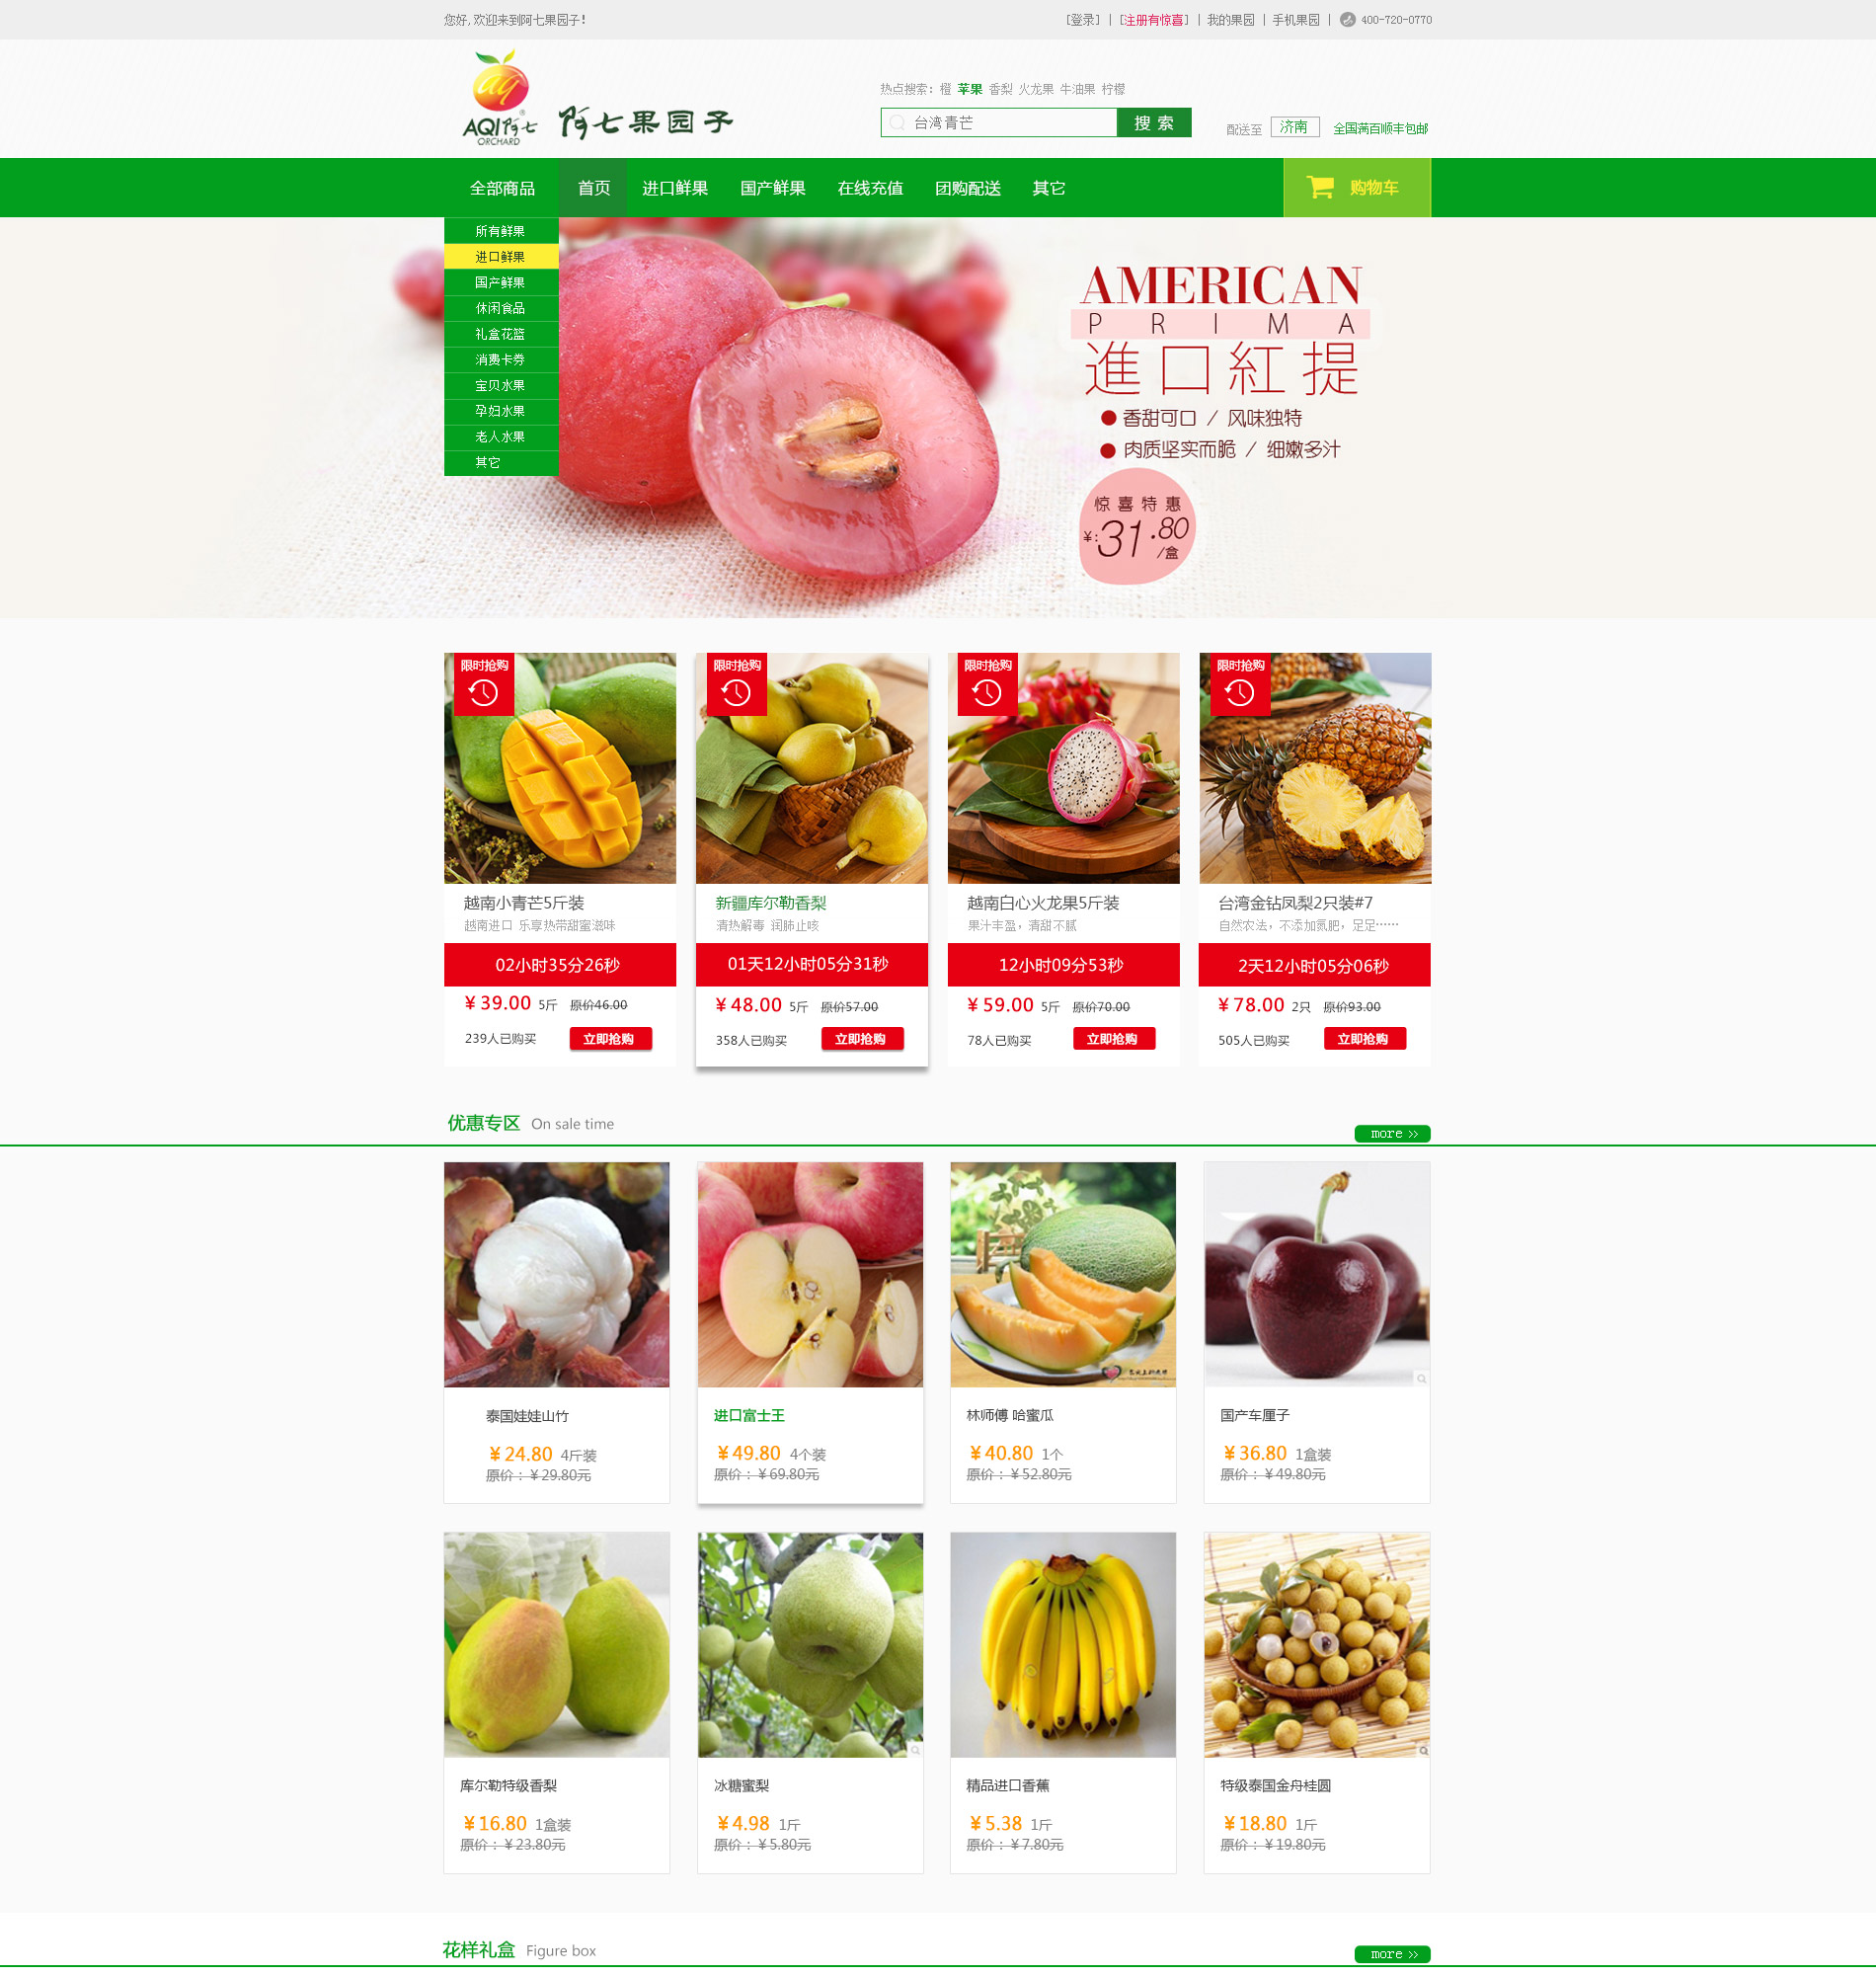 您好,欢迎来到阿七果园子!
[登录] | [注册有惊喜] | 我的果园 | 手机果园 | 400-720-0770
AQI阿七
ORCHARD
阿七果园子
热点搜索: 橙 苹果 香梨 火龙果 牛油果 柠檬
台湾青芒 搜 索
配送至 济南 全国满百顺丰包邮
全部商品 首页 进口鲜果 国产鲜果 在线充值 团购配送 其它 购物车
所有鲜果
进口鲜果
国产鲜果
休闲食品
礼盒花篮
消费卡券
宝贝水果
孕妇水果
老人水果
其它
AMERICAN
PRIMA
進口紅提
香甜可口 / 风味独特
肉质坚实而脆 / 细嫩多汁
惊喜特惠
¥:31.80
/盒
限时抢购 限时抢购 限时抢购 限时抢购
越南小青芒5斤装
越南进口 乐享热带甜蜜滋味
02小时35分26秒
¥39.00 5斤 原价46.00
239人已购买 立即抢购
新疆库尔勒香梨
清热解毒 润肺止咳
01天12小时05分31秒
¥48.00 5斤 原价57.00
358人已购买 立即抢购
越南白心火龙果5斤装
果汁丰盈，清甜不腻
12小时09分53秒
¥59.00 5斤 原价70.00
78人已购买 立即抢购
台湾金钻凤梨2只装#7
自然农法，不添加氮肥，足足……
2天12小时05分06秒
¥78.00 2只 原价93.00
505人已购买 立即抢购
优惠专区 On sale time more >>
泰国娃娃山竹
¥24.80 4斤装
原价：¥29.80元
进口富士王
¥49.80 4个装
原价：¥69.80元
林师傅 哈蜜瓜
¥40.80 1个
原价：¥52.80元
国产车厘子
¥36.80 1盒装
原价：¥49.80元
库尔勒特级香梨
¥16.80 1盒装
原价：¥23.80元
冰糖蜜梨
¥4.98 1斤
原价：¥5.80元
精品进口香蕉
¥5.38 1斤
原价：¥7.80元
特级泰国金舟桂圆
¥18.80 1斤
原价：¥19.80元
花样礼盒 Figure box more >>